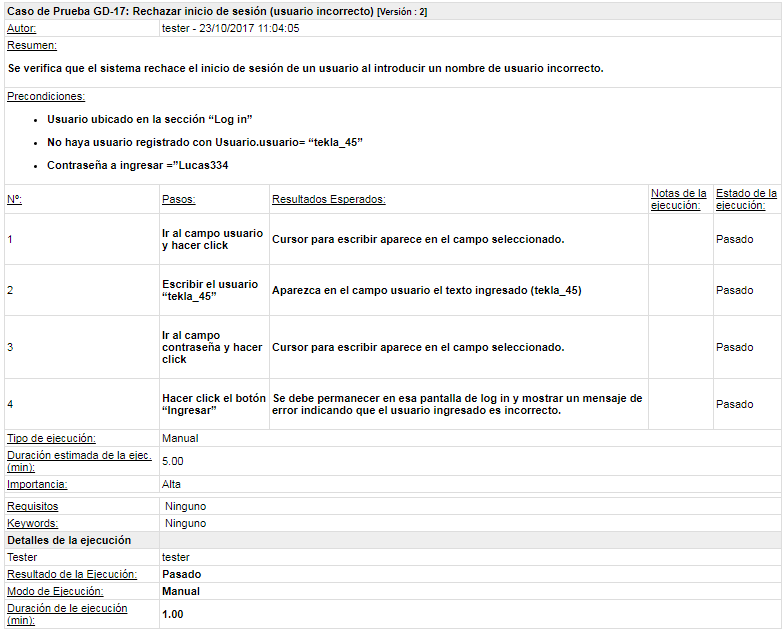 Caso de Prueba GD-17: Rechazar inicio de sesión (usuario incorrecto) [Versión : 2]
Autor: tester - 23/10/2017 11:04:05
Resumen:
Se verifica que el sistema rechace el inicio de sesión de un usuario al introducir un nombre de usuario incorrecto.
Precondiciones:
• Usuario ubicado en la sección “Log in”
• No haya usuario registrado con Usuario.usuario= “tekla_45”
• Contraseña a ingresar =”Lucas334
Nº: Pasos: Resultados Esperados: Notas de la ejecución: Estado de la ejecución:
1 Ir al campo usuario y hacer click Cursor para escribir aparece en el campo seleccionado. Pasado
2 Escribir el usuario “tekla_45” Aparezca en el campo usuario el texto ingresado (tekla_45) Pasado
3 Ir al campo contraseña y hacer click Cursor para escribir aparece en el campo seleccionado. Pasado
4 Hacer click el botón “Ingresar” Se debe permanecer en esa pantalla de log in y mostrar un mensaje de error indicando que el usuario ingresado es incorrecto. Pasado
Tipo de ejecución: Manual
Duración estimada de la ejec. (min): 5.00
Importancia: Alta
Requisitos Ninguno
Keywords: Ninguno
Detalles de la ejecución
Tester tester
Resultado de la Ejecución: Pasado
Modo de Ejecución: Manual
Duración de le ejecución (min): 1.00